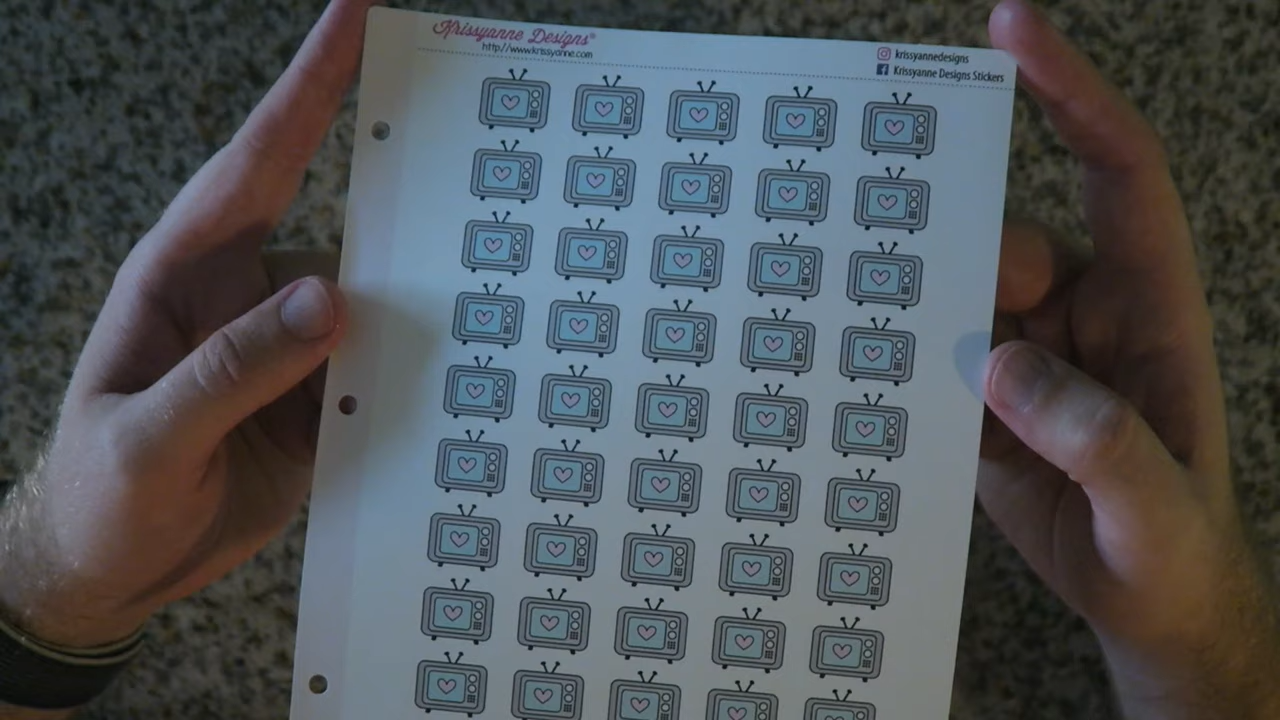 Krissyanne Designs®
http//www.krissyanne.com
krissyannedesigns
Krissyanne Designs Stickers